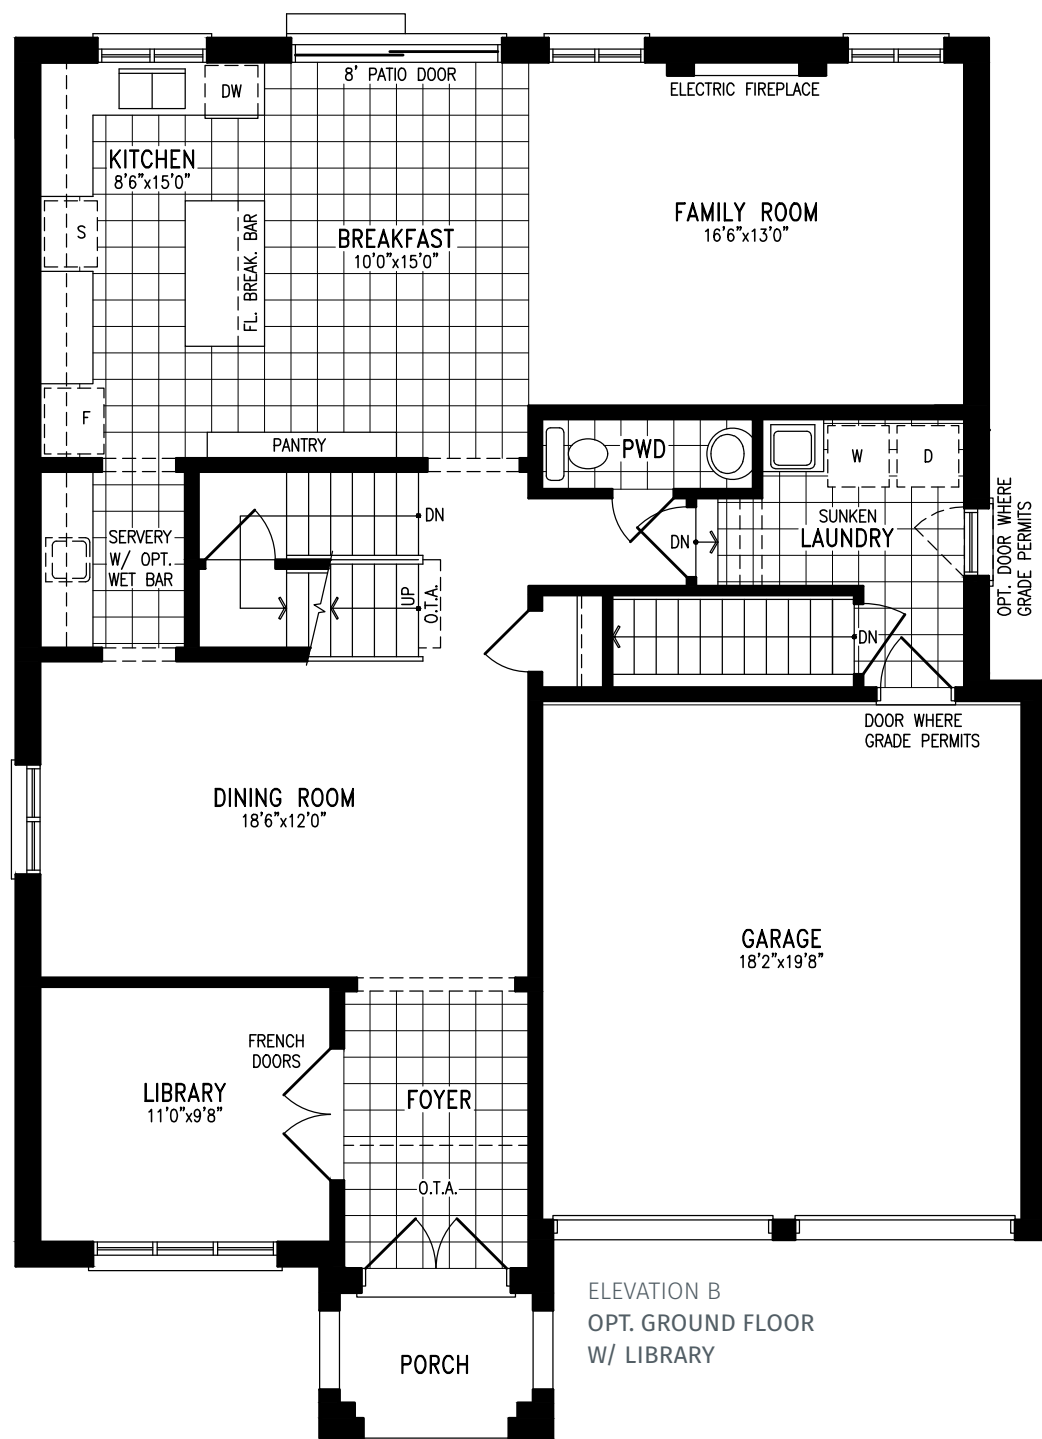 8' PATIO DOOR
DW
ELECTRIC FIREPLACE
KITCHEN
8'6"x15'0"
S
FL. BREAK. BAR
BREAKFAST
10'0"x15'0"
FAMILY ROOM
16'6"x13'0"
F
PANTRY
PWD
W
D
DN
SERVERY
W/ OPT.
WET BAR
UP
O.T.A.
DN
SUNKEN
LAUNDRY
OPT. DOOR WHERE
GRADE PERMITS
DN
DOOR WHERE
GRADE PERMITS
DINING ROOM
18'6"x12'0"
GARAGE
18'2"x19'8"
FRENCH
DOORS
LIBRARY
11'0"x9'8"
FOYER
O.T.A.
PORCH
ELEVATION B
OPT. GROUND FLOOR
W/ LIBRARY